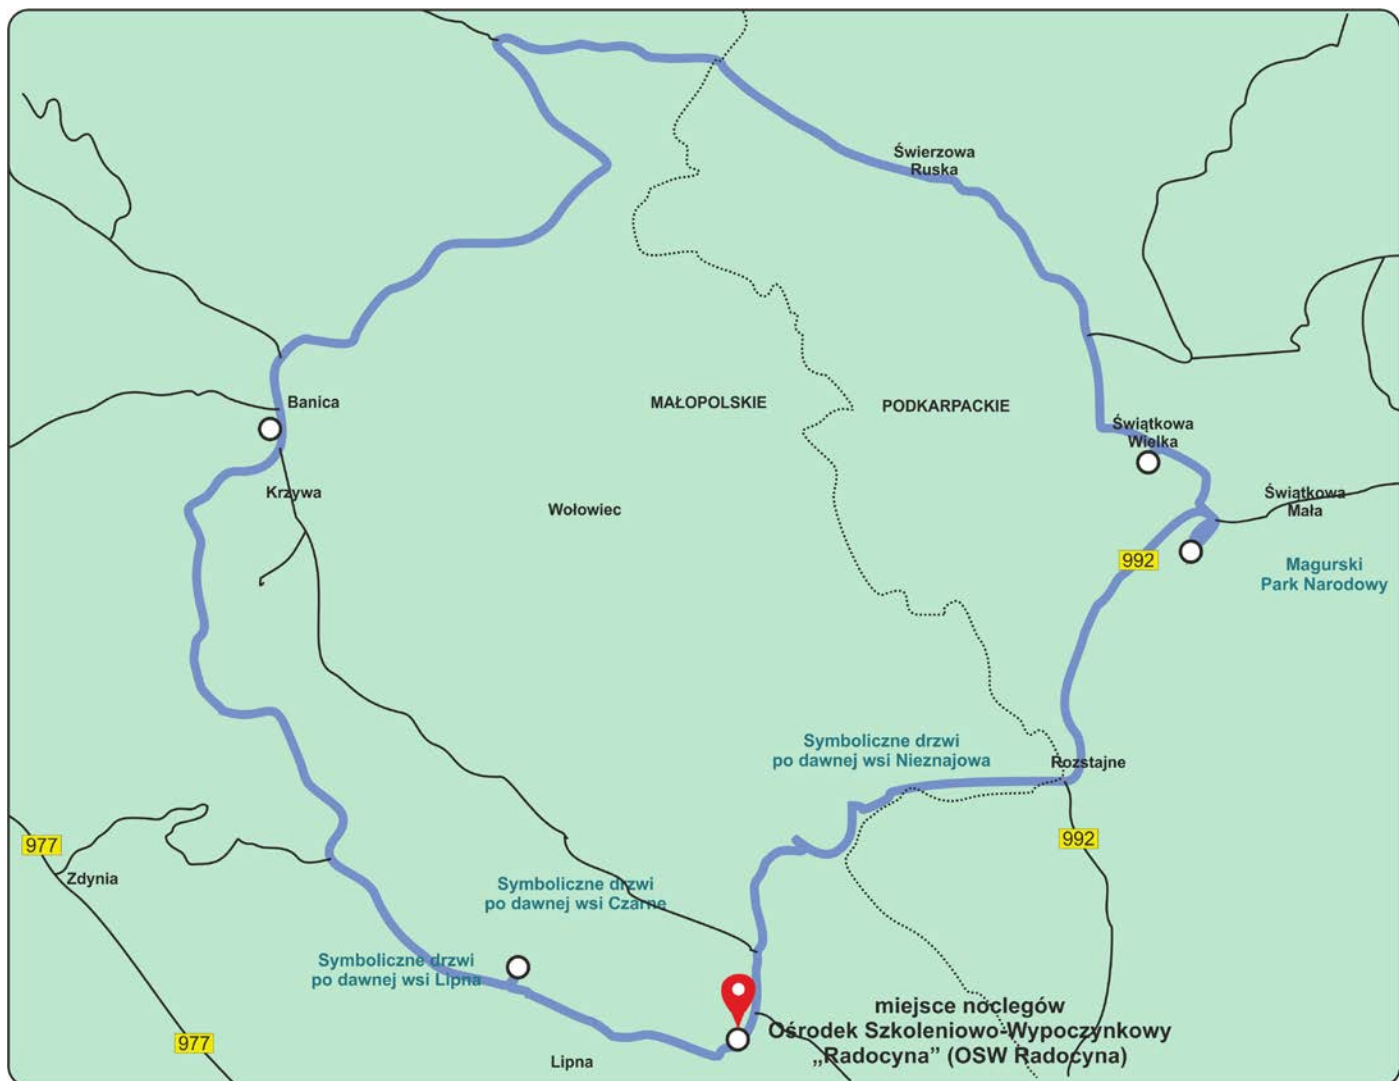 Świerzowa
Ruska
Banica
MAŁOPOLSKIE
PODKARPACKIE
Świątkowa
Wielka
Krzywa
Wołowiec
Świątkowa
Mała
992
Magurski
Park Narodowy
Symboliczne drzwi
po dawnej wsi Nieznajowa
Rozstajne
977
992
Zdynia
Symboliczne drzwi
po dawnej wsi Czarne
Symboliczne drzwi
po dawnej wsi Lipna
977
Lipna
miejsce noclegów
Ośrodek Szkoleniowo-Wypoczynkowy
„Radocyna” (OSW Radocyna)